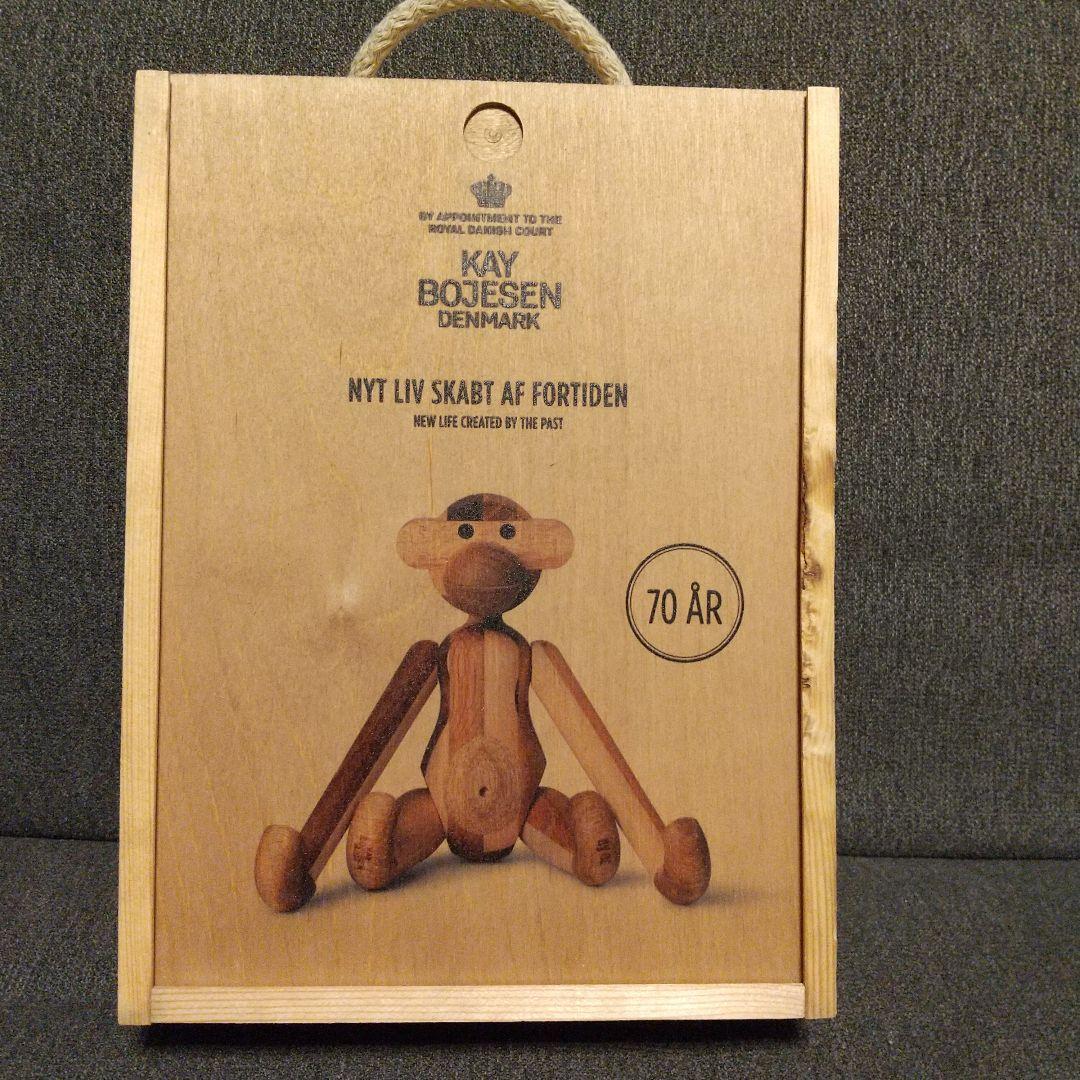 BY APPOINTMENT TO THE
ROYAL DANISH COURT
KAY
BOJESEN
DENMARK
NYT LIV SKABT AF FORTIDEN
NEW LIFE CREATED BY THE PAST
70 ÅR